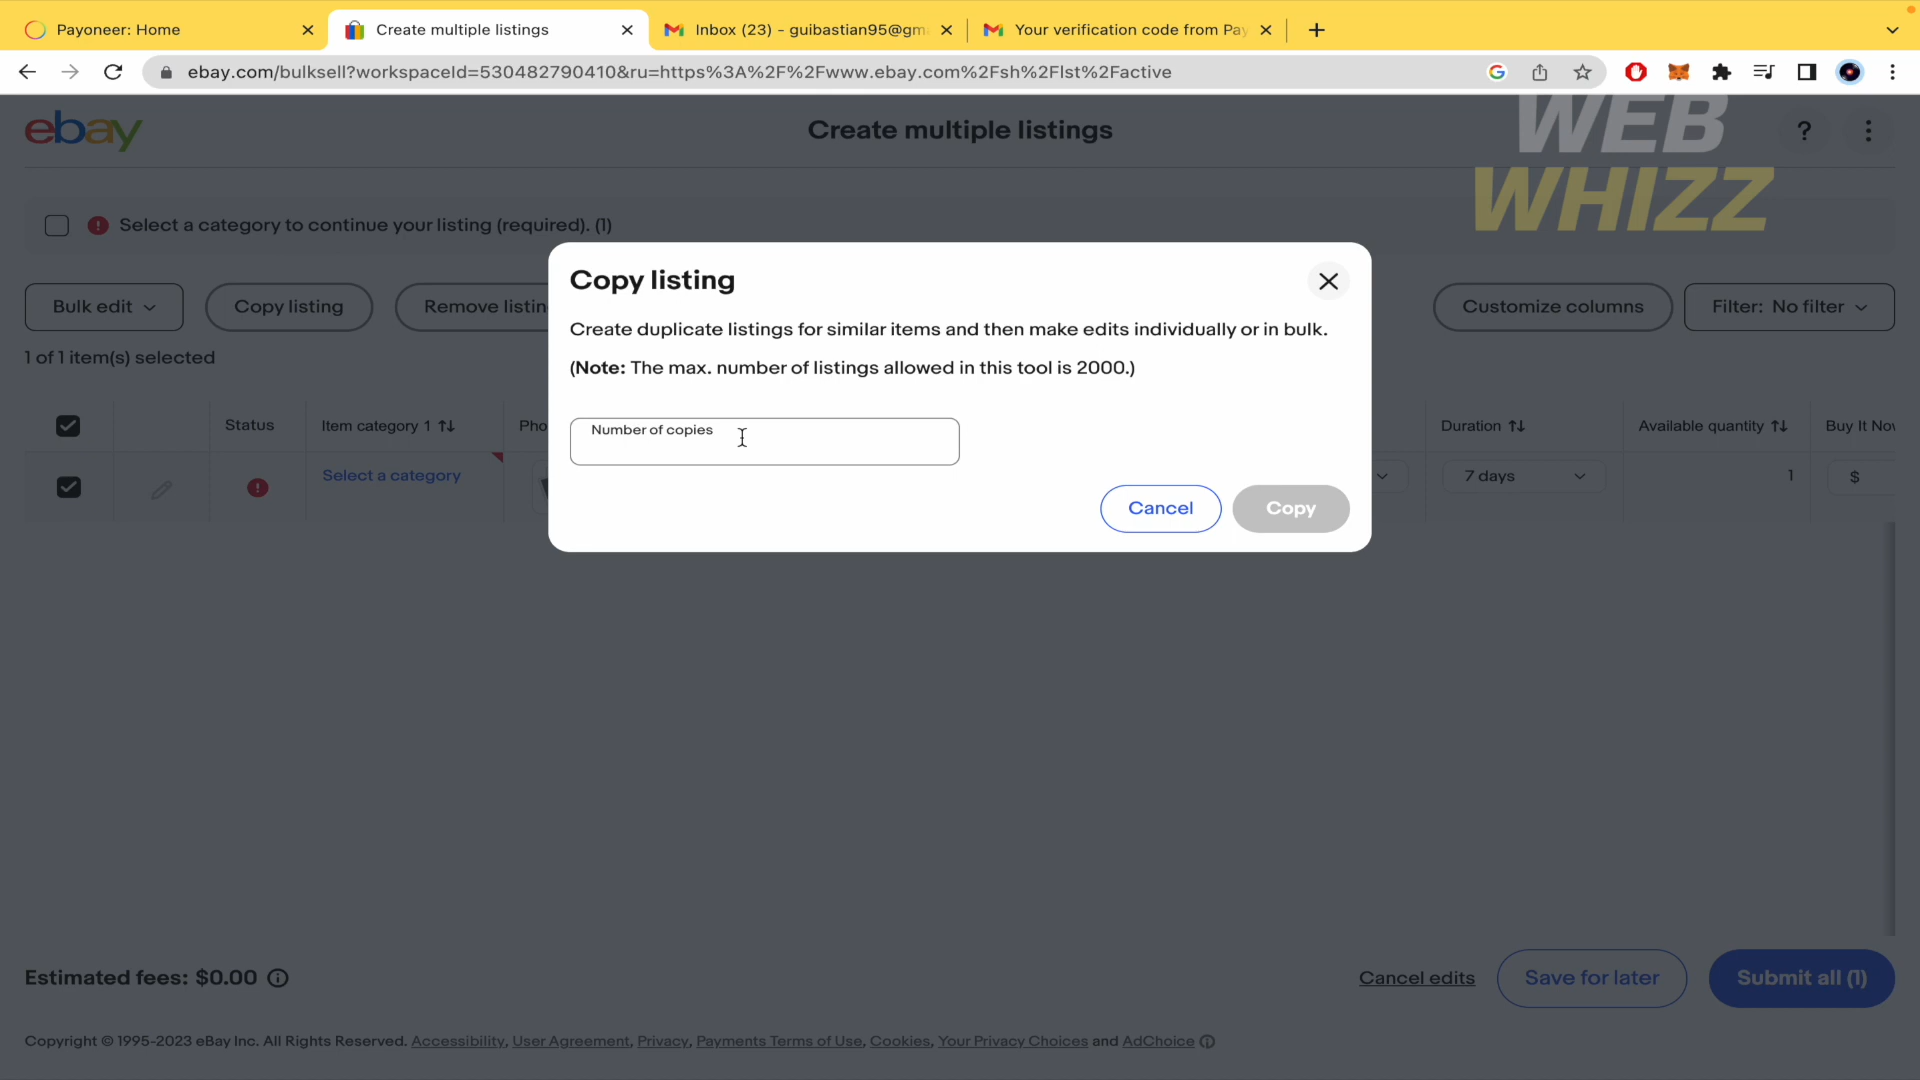 Payoneer: Home
Create multiple listings
Inbox (23) - guibastian95@gm
Your verification code from Pay
ebay.com/bulksell?workspaceId=530482790410&ru=https%3A%2F%2Fwww.ebay.com%2Fsh%2Flst%2Factive
ebay
Create multiple listings
WEB
WHIZZ
Select a category to continue your listing (required). (1)
Copy listing
Bulk edit
Copy listing
Remove listin
Customize columns
Filter: No filter
Create duplicate listings for similar items and then make edits individually or in bulk.
1 of 1 item(s) selected
(Note: The max. number of listings allowed in this tool is 2000.)
Status
Item category 1
Pho
Number of copies
Duration
Available quantity
Buy It Nov
Select a category
7 days
1
$
Cancel
Copy
Estimated fees: $0.00
Cancel edits
Save for later
Submit all (1)
Copyright © 1995-2023 eBay Inc. All Rights Reserved. Accessibility, User Agreement, Privacy, Payments Terms of Use, Cookies, Your Privacy Choices and AdChoice